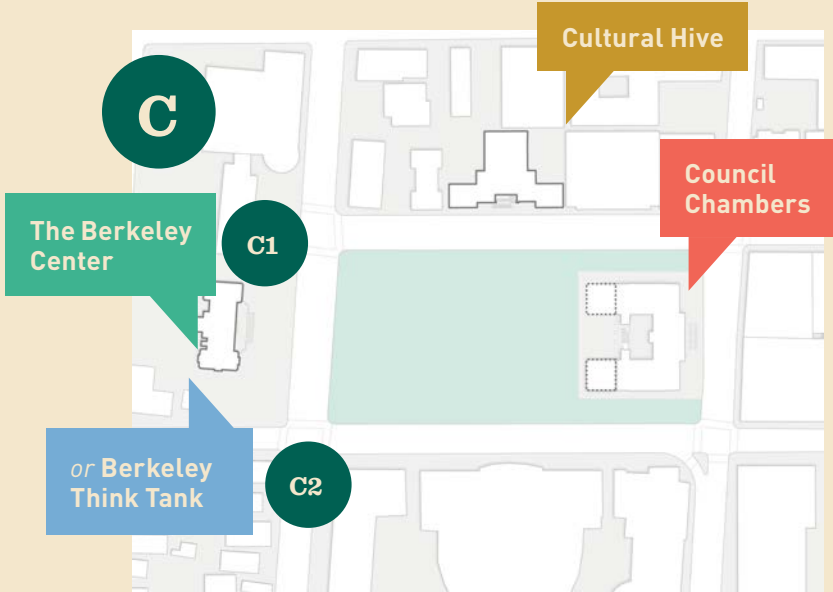 Cultural Hive
C
Council
Chambers
The Berkeley
Center
C1
or Berkeley
Think Tank
C2